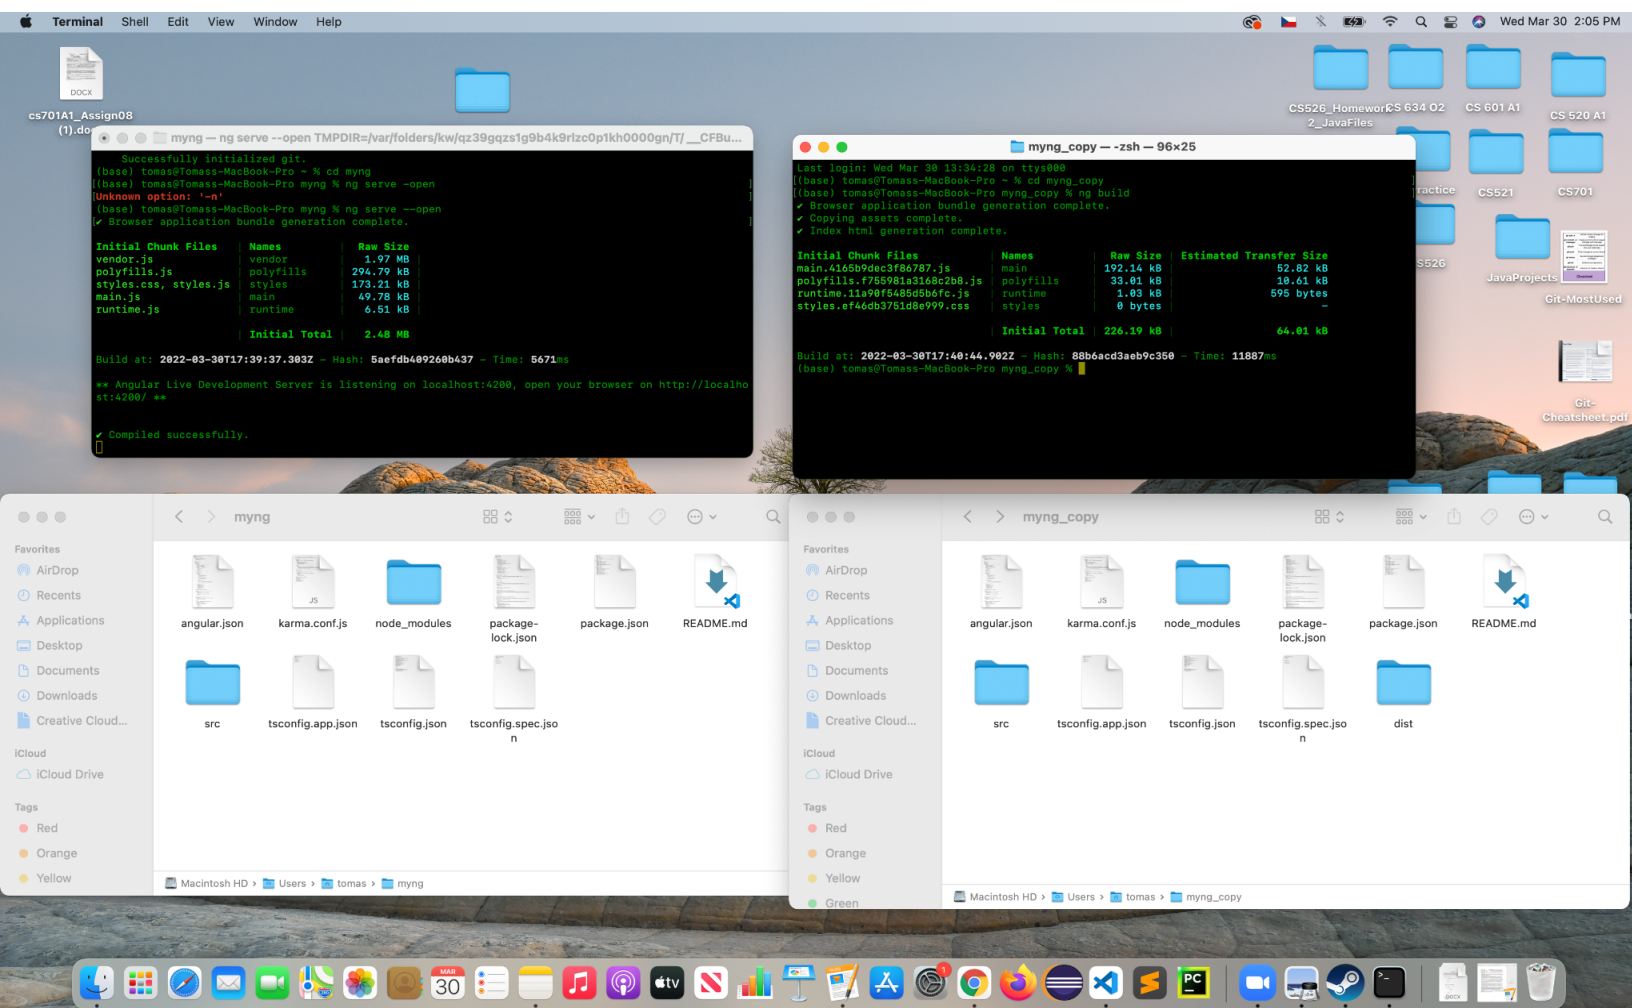 Terminal Shell Edit View Window Help
Wed Mar 30 2:05 PM
DOCX
cs701A1_Assign08
(1).do
CS526_Homework
2_JavaFiles
CS 634 O2
CS 601 A1
CS 520 A1
ractice
CS521
CS701
S526
JavaProjects
Git-MostUsed
Git-
Cheatsheet.pdf
myng — ng serve --open TMPDIR=/var/folders/kw/qz39gqzs1g9b4k9rlzc0p1kh0000gn/T/ __CFBu...
Successfully initialized git.
(base) tomas@Tomass-MacBook-Pro ~ % cd myng
[(base) tomas@Tomass-MacBook-Pro myng % ng serve -open ]
[Unknown option: '-n' ]
(base) tomas@Tomass-MacBook-Pro myng % ng serve --open
[✔ Browser application bundle generation complete. ]
Initial Chunk Files | Names | Raw Size
vendor.js | vendor | 1.97 MB |
polyfills.js | polyfills | 294.79 kB |
styles.css, styles.js | styles | 173.21 kB |
main.js | main | 49.78 kB |
runtime.js | runtime | 6.51 kB |
| Initial Total | 2.48 MB
Build at: 2022-03-30T17:39:37.303Z - Hash: 5aefdb409260b437 - Time: 5671ms
** Angular Live Development Server is listening on localhost:4200, open your browser on http://localho
st:4200/ **
✔ Compiled successfully.
myng_copy — -zsh — 96×25
Last login: Wed Mar 30 13:34:28 on ttys000
[(base) tomas@Tomass-MacBook-Pro ~ % cd myng_copy ]
[(base) tomas@Tomass-MacBook-Pro myng_copy % ng build ]
✔ Browser application bundle generation complete.
✔ Copying assets complete.
✔ Index html generation complete.
Initial Chunk Files | Names | Raw Size | Estimated Transfer Size
main.4165b9dec3f86787.js | main | 192.14 kB | 52.82 kB
polyfills.f755981a3168c2b8.js | polyfills | 33.01 kB | 10.61 kB
runtime.11a90f5485d5b6fc.js | runtime | 1.03 kB | 595 bytes
styles.ef46db3751d8e999.css | styles | 0 bytes | -
| Initial Total | 226.19 kB | 64.01 kB
Build at: 2022-03-30T17:40:44.902Z - Hash: 88b6acd3aeb9c350 - Time: 11887ms
(base) tomas@Tomass-MacBook-Pro myng_copy %
myng
Favorites
AirDrop
Recents
Applications
Desktop
Documents
Downloads
Creative Cloud...
iCloud
iCloud Drive
Tags
Red
Orange
Yellow
JS
angular.json karma.conf.js node_modules package-
lock.json package.json README.md
src tsconfig.app.json tsconfig.json tsconfig.spec.jso
n
Macintosh HD › Users › tomas › myng
myng_copy
Favorites
AirDrop
Recents
Applications
Desktop
Documents
Downloads
Creative Cloud...
iCloud
iCloud Drive
Tags
Red
Orange
Yellow
Green
JS
angular.json karma.conf.js node_modules package-
lock.json package.json README.md
src tsconfig.app.json tsconfig.json tsconfig.spec.jso
n dist
Macintosh HD › Users › tomas › myng_copy
MAR
30
tv
1
PC
>_
DOCX